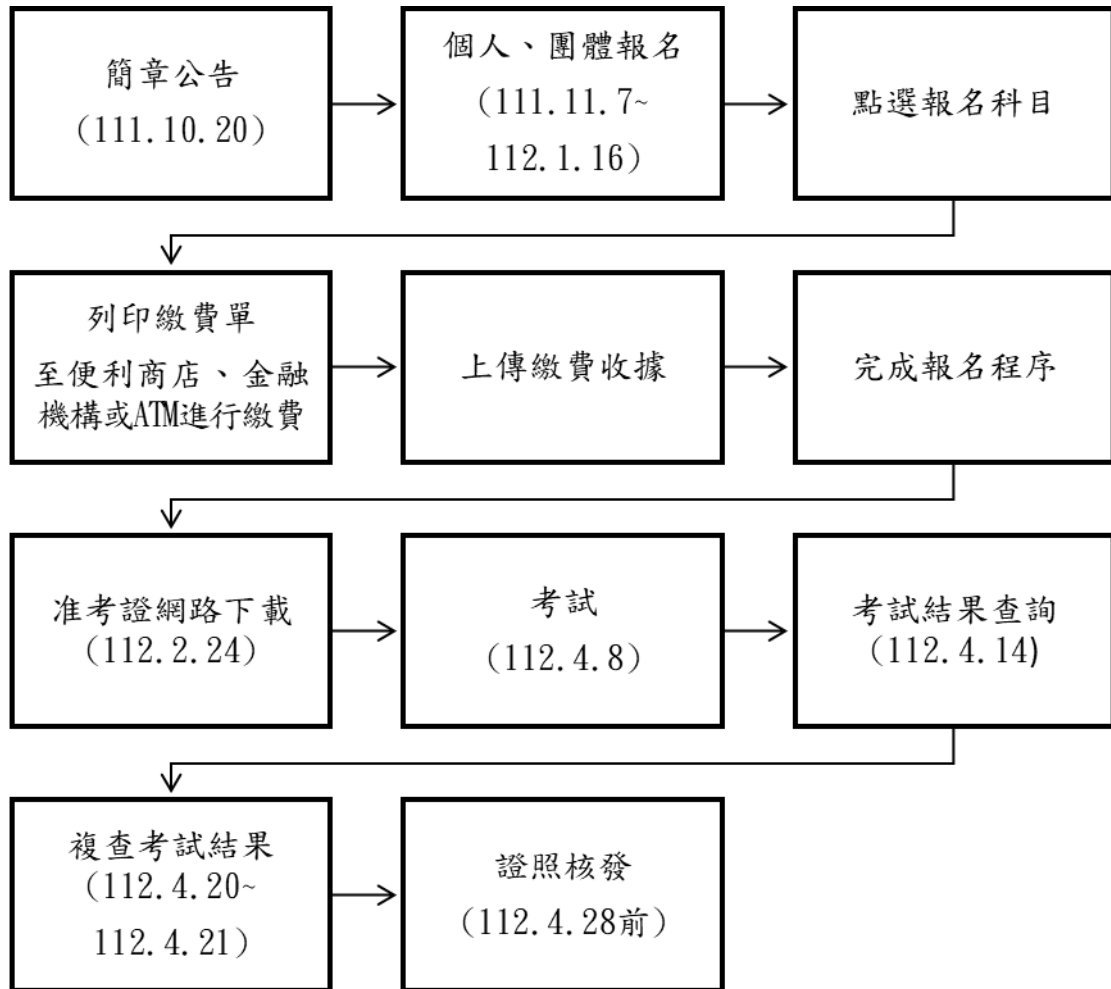 簡章公告
(111.10.20)
個人、團體報名
(111.11.7~
112.1.16)
點選報名科目
列印繳費單
至便利商店、金融
機構或ATM進行繳費
上傳繳費收據
完成報名程序
准考證網路下載
(112.2.24)
考試
(112.4.8)
考試結果查詢
(112.4.14)
複查考試結果
(112.4.20~
112.4.21)
證照核發
(112.4.28前)